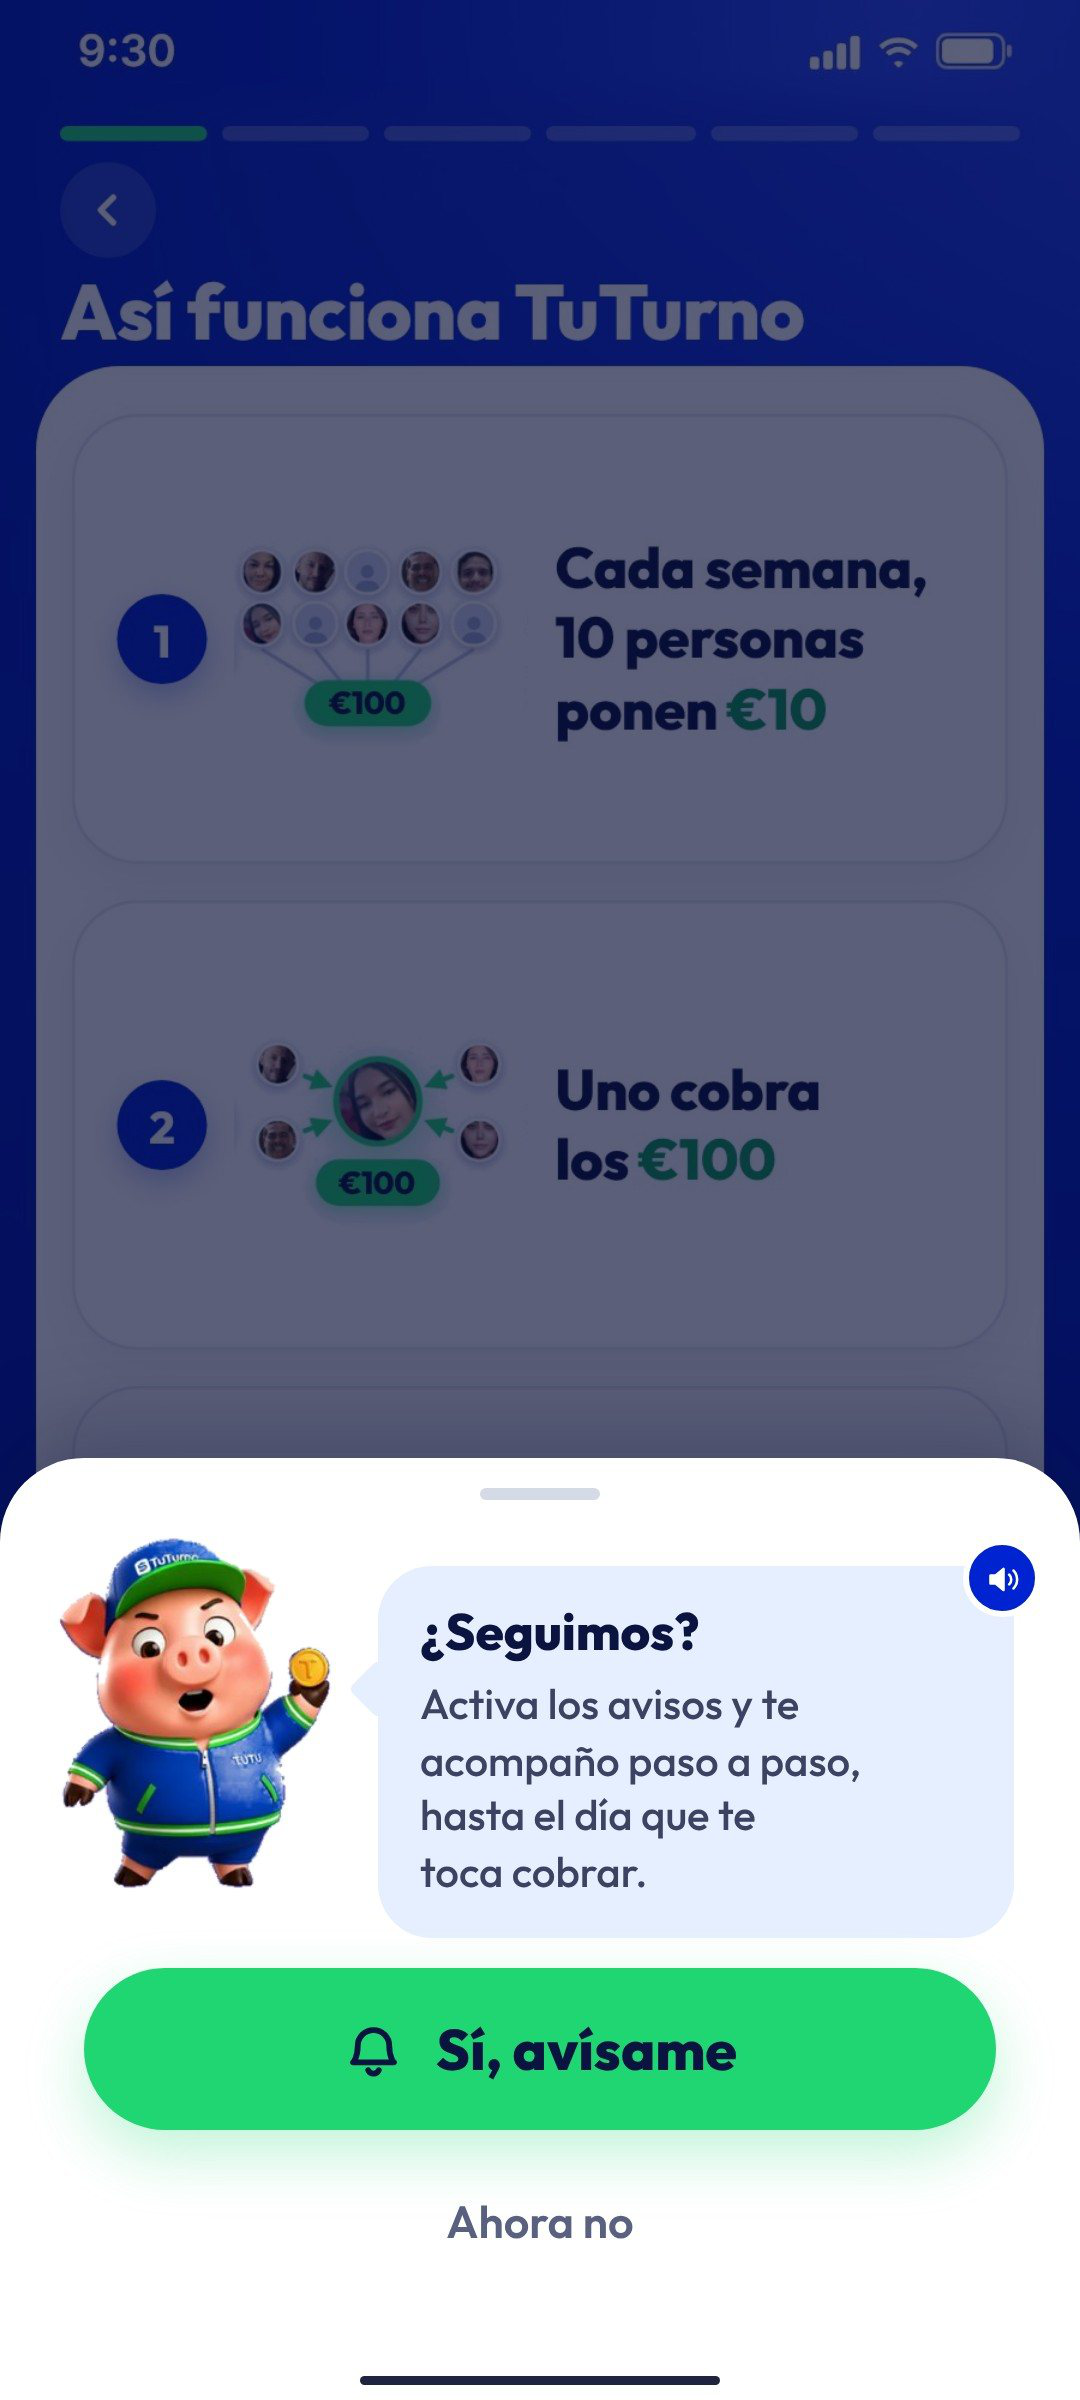 9:30
Así funciona TuTurno
1
€100
Cada semana,
10 personas
ponen €10
2
€100
Uno cobra
los €100
TuTurno
TUTU
T
¿Seguimos?
Activa los avisos y te
acompaño paso a paso,
hasta el día que te
toca cobrar.
Sí, avísame
Ahora no